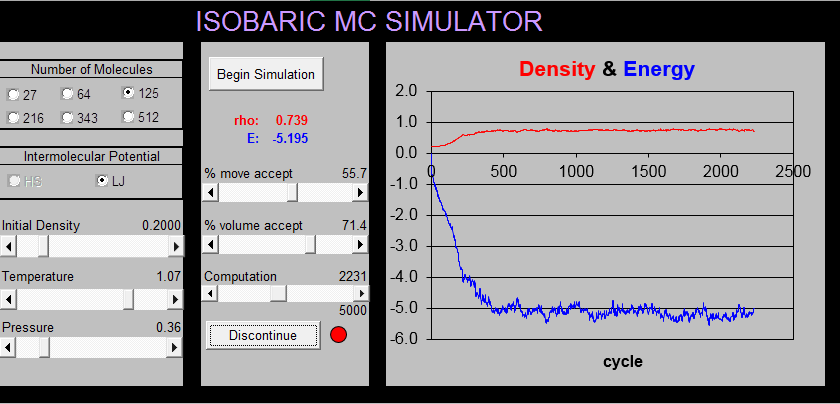 ISOBARIC MC SIMULATOR
Number of Molecules
27 64 125
216 343 512
Intermolecular Potential
HS LJ
Initial Density 0.2000
Temperature 1.07
Pressure 0.36
Begin Simulation
rho: 0.739
E: -5.195
% move accept 55.7
% volume accept 71.4
Computation 2231
5000
Discontinue
Density & Energy
2.0
1.0
0.0
0 500 1000 1500 2000 2500
-1.0
-2.0
-3.0
-4.0
-5.0
-6.0
cycle